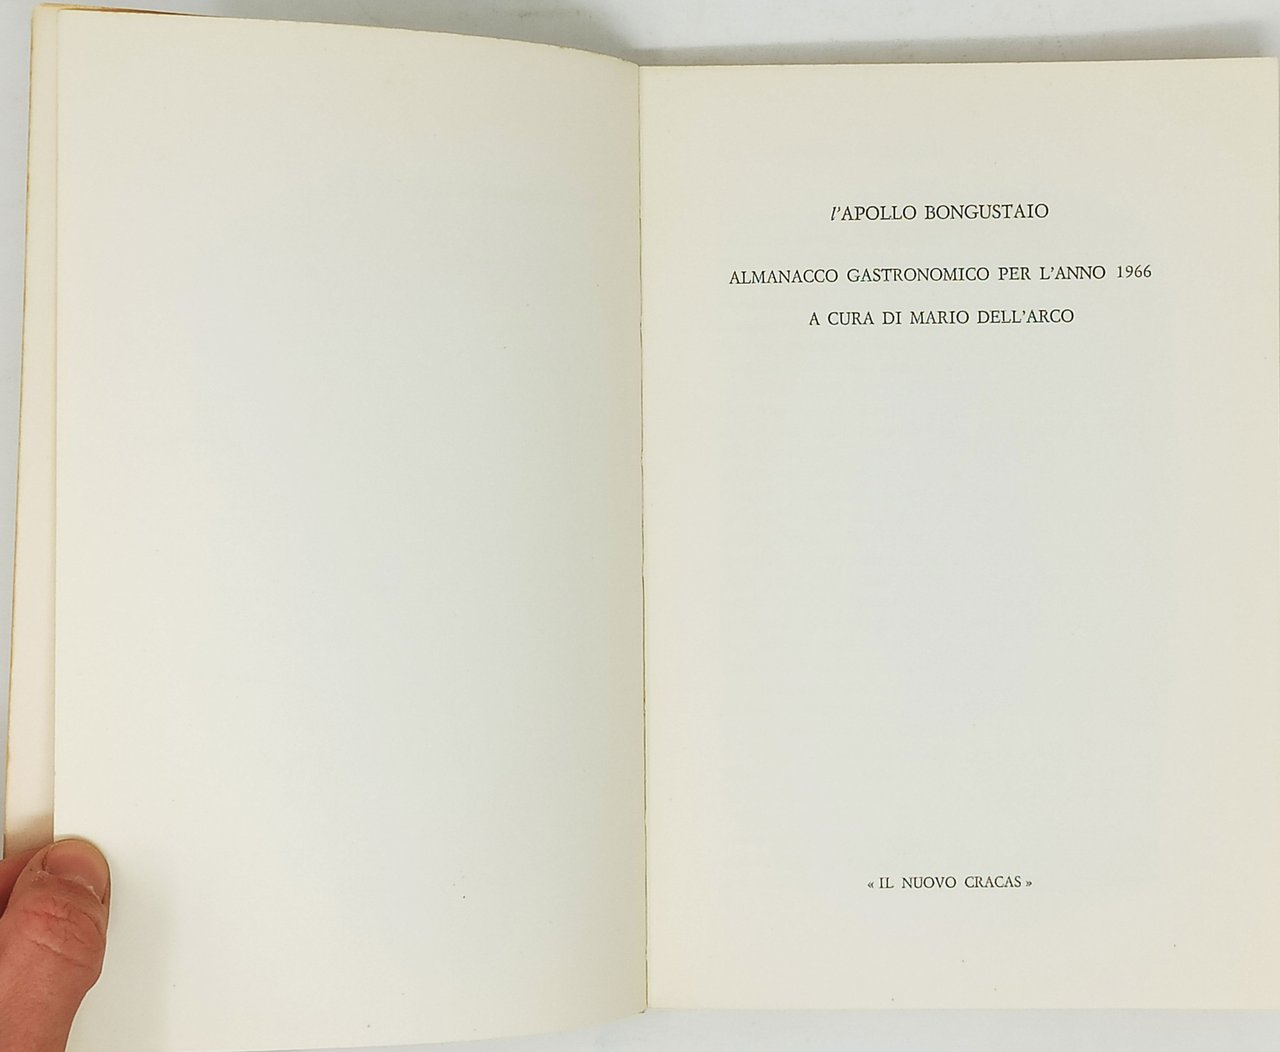 l'APOLLO BONGUSTAIO
ALMANACCO GASTRONOMICO PER L'ANNO 1966
A CURA DI MARIO DELL'ARCO
« IL NUOVO CRACAS »